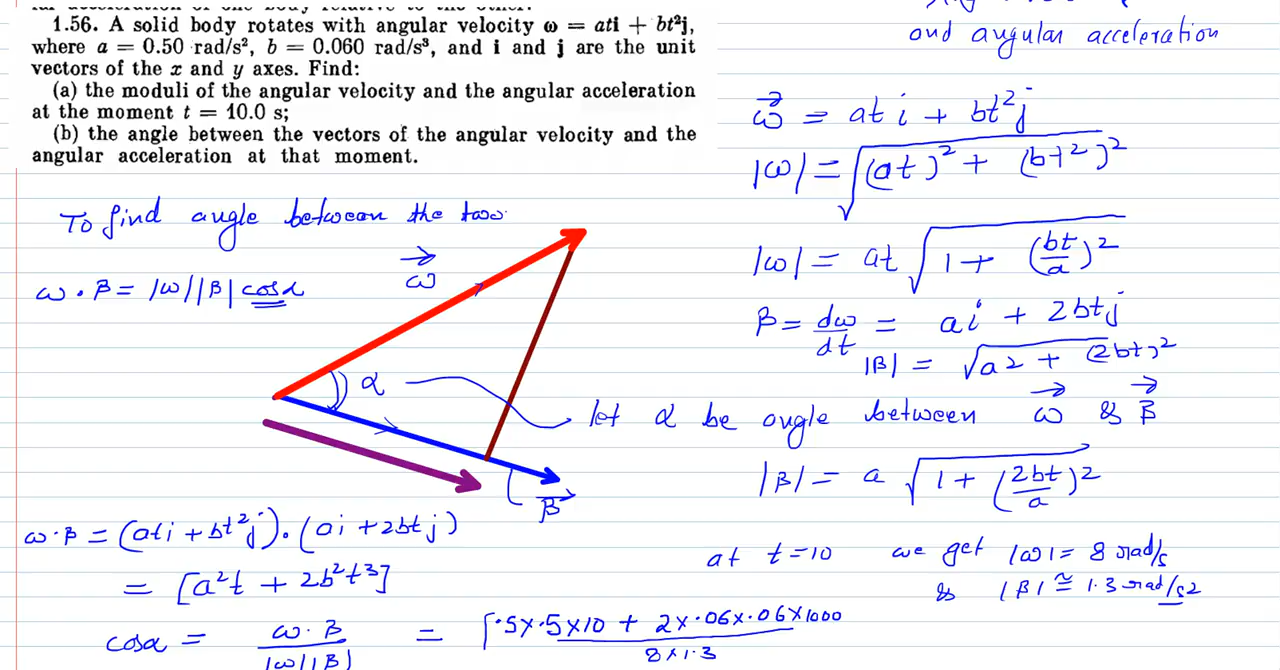 1.56. A solid body rotates with angular velocity ω = ati + bt²j,
where a = 0.50 rad/s², b = 0.060 rad/s³, and i and j are the unit
vectors of the x and y axes. Find:
(a) the moduli of the angular velocity and the angular acceleration
at the moment t = 10.0 s;
(b) the angle between the vectors of the angular velocity and the
angular acceleration at that moment.
To find angle between the two
ω⃗
ω · β = |ω||β| cosα
α
β⃗
ω·β = (ati + bt²j)·(ai + 2btj)
= [a²t + 2b²t³]
cosα = ω·β / |ω||β| = [.5×.5×10 + 2×.06×.06×1000 / 8×1.3
and angular acceleration
ω⃗ = at i + bt²j
|ω| = √(at)² + (bt²)²
|ω| = at √1 + (bt/a)²
β = dω/dt = ai + 2btj
|β| = √a2 + (2bt)²
let α be angle between ω⃗ & β⃗
|β| = a √1 + (2bt/a)²
at t=10 we get |ω| = 8 rad/s
& |β| ≅ 1.3 rad/s2